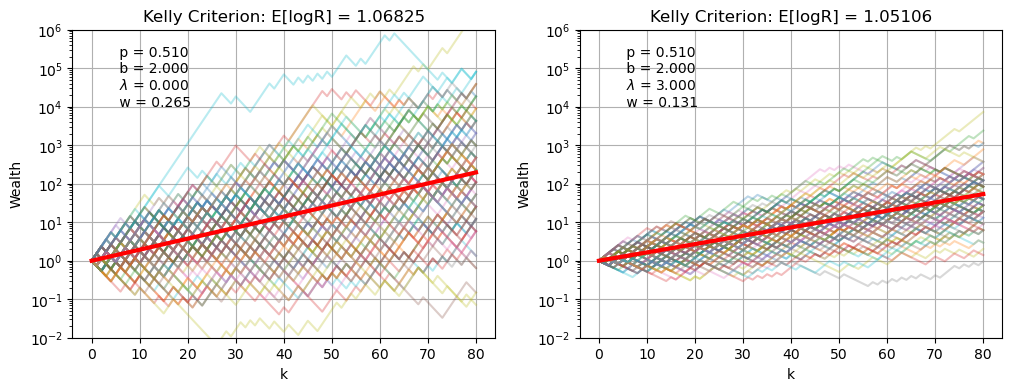 Kelly Criterion: E[logR] = 1.06825
p = 0.510
b = 2.000
λ = 0.000
w = 0.265
10^6
10^5
10^4
10^3
10^2
10^1
10^0
10^-1
10^-2
Wealth
0 10 20 30 40 50 60 70 80
k
Kelly Criterion: E[logR] = 1.05106
p = 0.510
b = 2.000
λ = 3.000
w = 0.131
10^6
10^5
10^4
10^3
10^2
10^1
10^0
10^-1
10^-2
Wealth
0 10 20 30 40 50 60 70 80
k